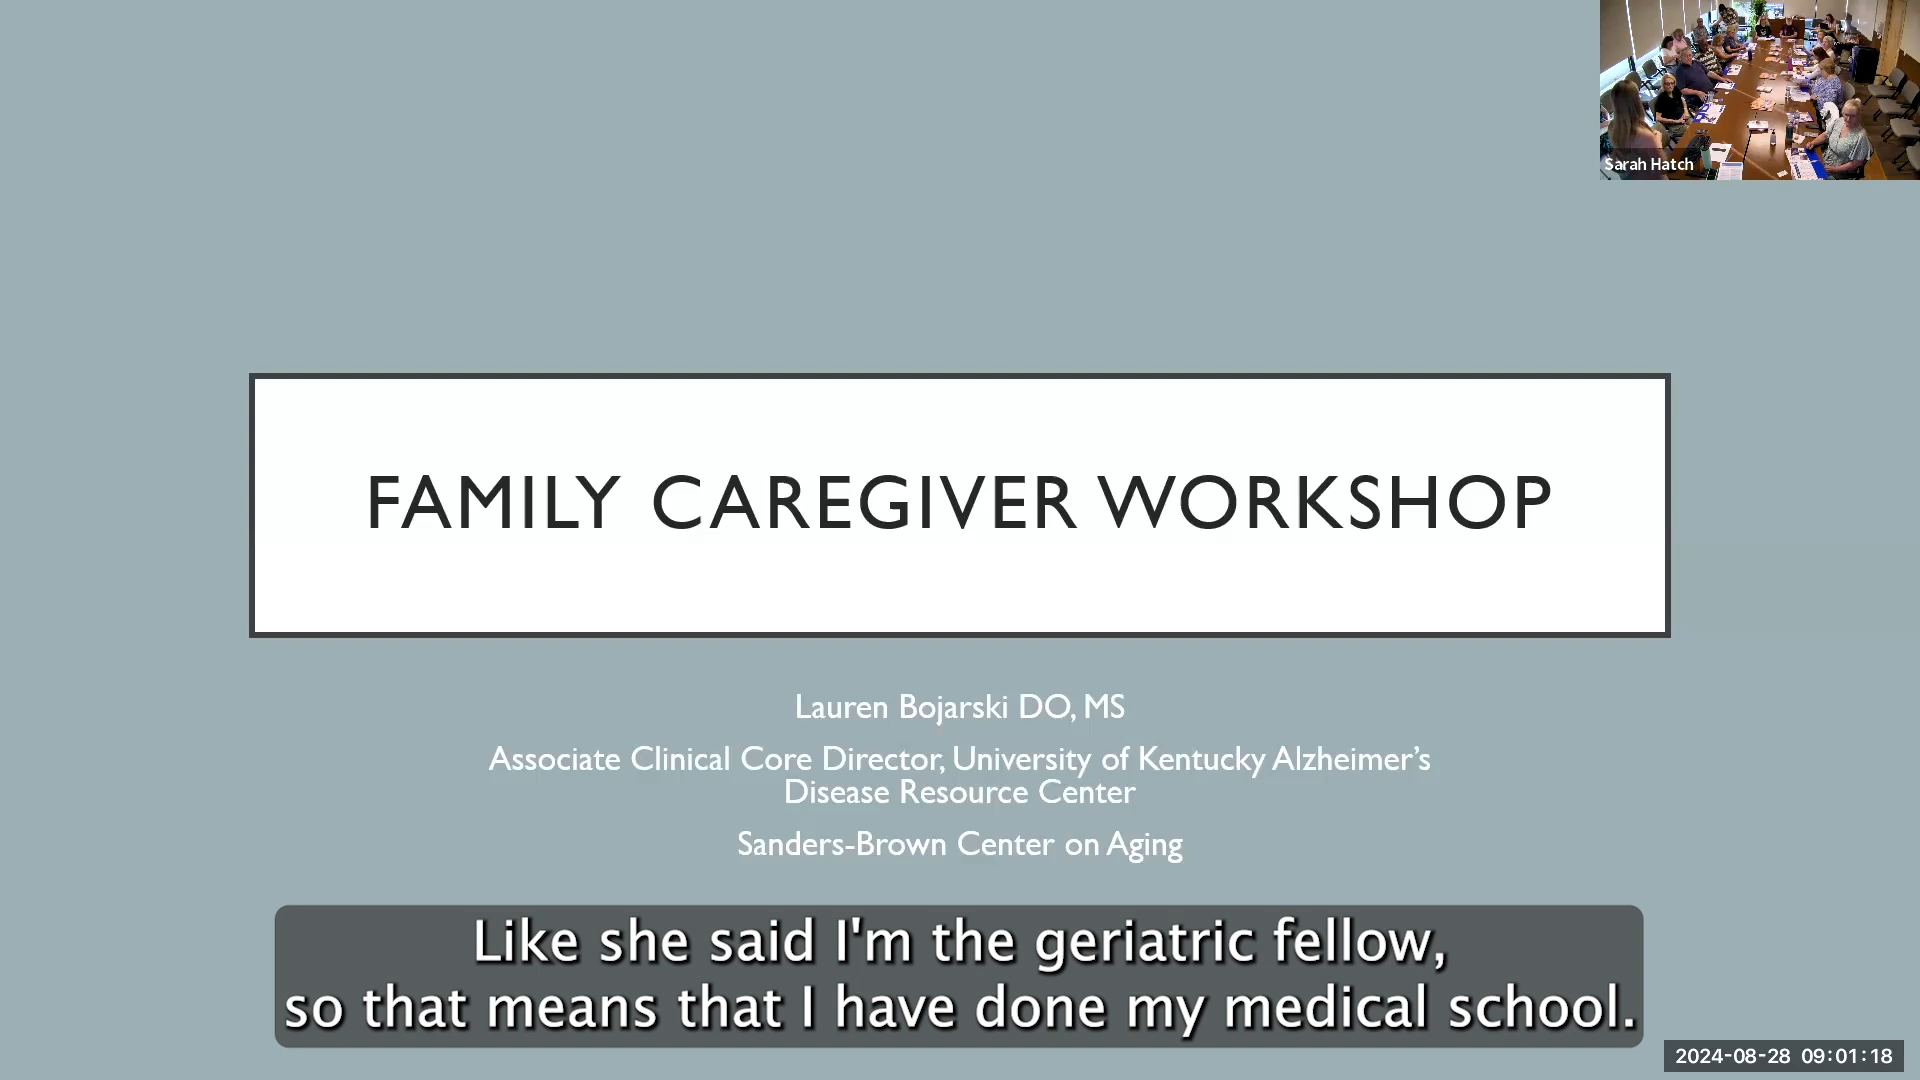 Sarah Hatch
FAMILY CAREGIVER WORKSHOP
Lauren Bojarski DO, MS
Associate Clinical Core Director, University of Kentucky Alzheimer’s
Disease Resource Center
Sanders-Brown Center on Aging
Like she said I'm the geriatric fellow,
so that means that I have done my medical school.
2024-08-28 09:01:18